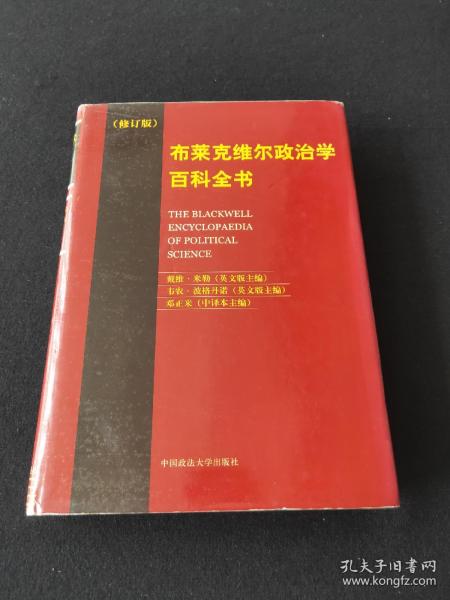 （修订版）
布莱克维尔政治学
百科全书
THE BLACKWELL
ENCYCLOPAEDIA
OF POLITICAL
SCIENCE
戴维·米勒（英文版主编）
韦农·波格丹诺（英文版主编）
邓正来（中译本主编）
中国政法大学出版社
孔夫子旧书网
www.kongfz.com